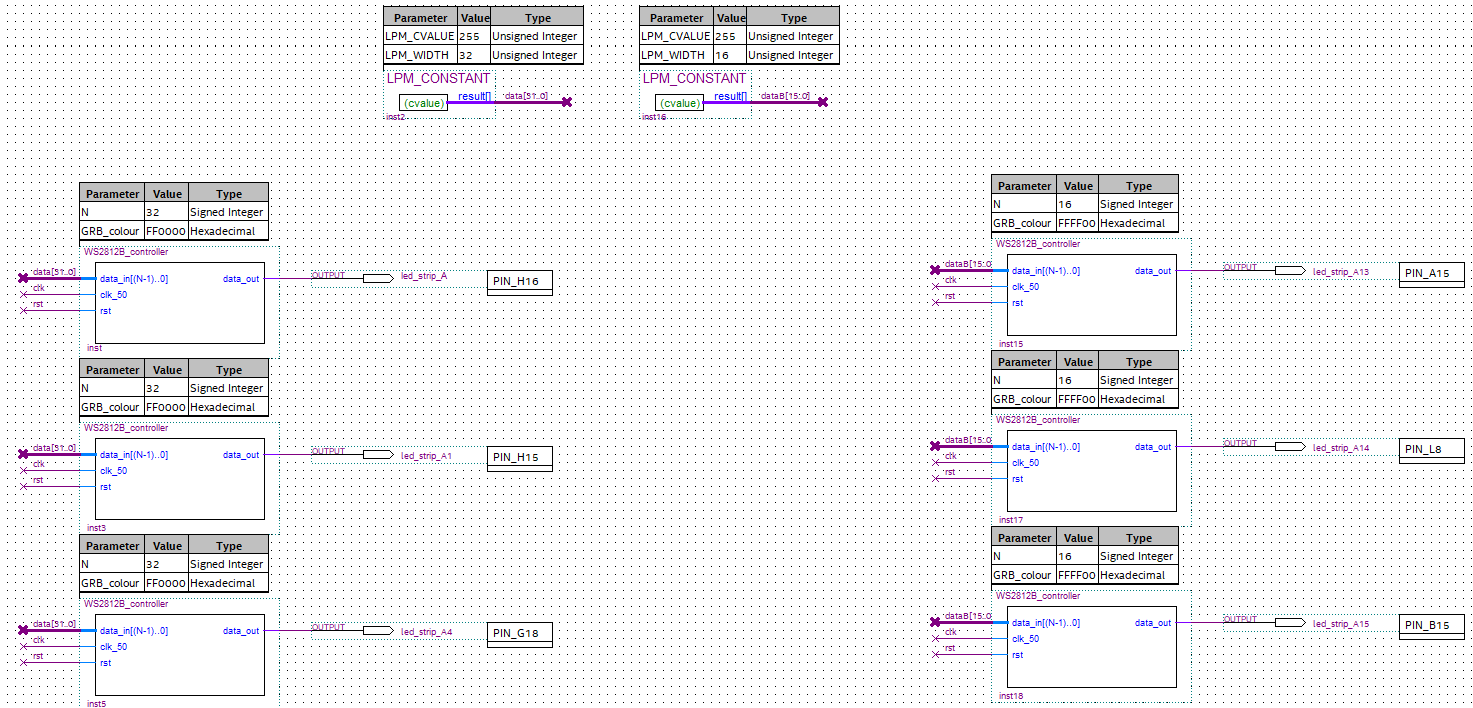 Parameter Value Type
LPM_CVALUE 255 Unsigned Integer
LPM_WIDTH 32 Unsigned Integer
LPM_CONSTANT
(cvalue) result[] data[31..0]
inst2
Parameter Value Type
LPM_CVALUE 255 Unsigned Integer
LPM_WIDTH 16 Unsigned Integer
LPM_CONSTANT
(cvalue) result[] dataB[15..0]
inst16
Parameter Value Type
N 32 Signed Integer
GRB_colour FF0000 Hexadecimal
WS2812B_controller
data[31..0] data_in[(N-1)..0] data_out OUTPUT led_strip_A PIN_H16
clk clk_50
rst rst
inst
Parameter Value Type
N 32 Signed Integer
GRB_colour FF0000 Hexadecimal
WS2812B_controller
data[31..0] data_in[(N-1)..0] data_out OUTPUT led_strip_A1 PIN_H15
clk clk_50
rst rst
inst3
Parameter Value Type
N 32 Signed Integer
GRB_colour FF0000 Hexadecimal
WS2812B_controller
data[31..0] data_in[(N-1)..0] data_out OUTPUT led_strip_A4 PIN_G18
clk clk_50
rst rst
inst5
Parameter Value Type
N 16 Signed Integer
GRB_colour FFFF00 Hexadecimal
WS2812B_controller
dataB[15..0 data_in[(N-1)..0] data_out OUTPUT led_strip_A13 PIN_A15
clk clk_50
rst rst
inst15
Parameter Value Type
N 16 Signed Integer
GRB_colour FFFF00 Hexadecimal
WS2812B_controller
dataB[15..0 data_in[(N-1)..0] data_out OUTPUT led_strip_A14 PIN_L8
clk clk_50
rst rst
inst17
Parameter Value Type
N 16 Signed Integer
GRB_colour FFFF00 Hexadecimal
WS2812B_controller
dataB[15..0 data_in[(N-1)..0] data_out OUTPUT led_strip_A15 PIN_B15
clk clk_50
rst rst
inst18